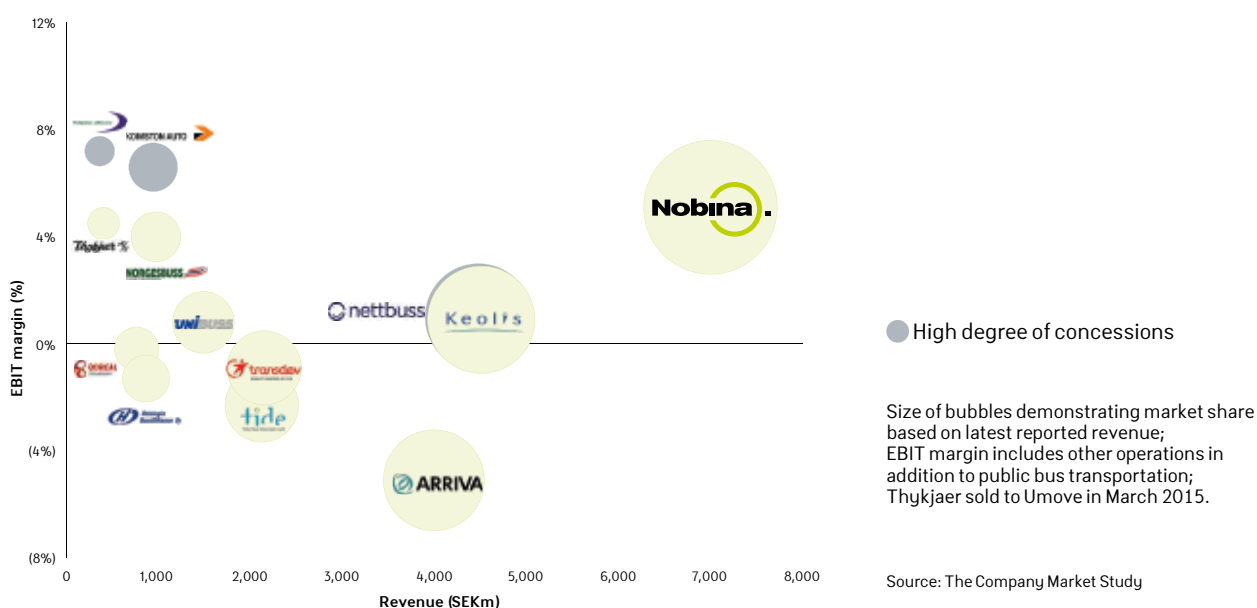 12%
8%
4%
0%
(4%)
(8%)
EBIT margin (%)
KOIVISTON AUTO
Thykjaer
NORGESBUSS
UNIBUSS
nettbuss
Keolis
Nobina.
transdev
tide
ARRIVA
0
1,000
2,000
3,000
4,000
5,000
6,000
7,000
8,000
Revenue (SEKm)
High degree of concessions
Size of bubbles demonstrating market share
based on latest reported revenue;
EBIT margin includes other operations in
addition to public bus transportation;
Thykjaer sold to Umove in March 2015.
Source: The Company Market Study